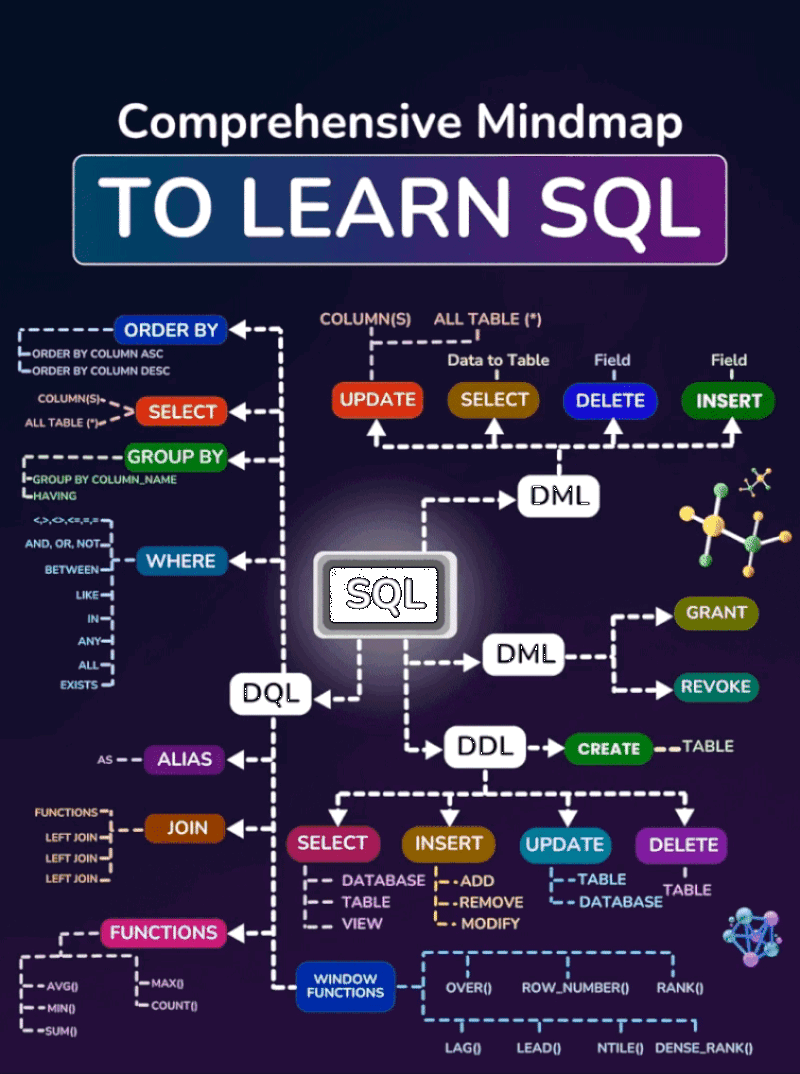 Comprehensive Mindmap
TO LEARN SQL
ORDER BY
ORDER BY COLUMN ASC
ORDER BY COLUMN DESC
COLUMN(S)
ALL TABLE (*)
SELECT
GROUP BY
GROUP BY COLUMN_NAME
HAVING
<,>,<>,<=,=,=
AND, OR, NOT
BETWEEN
LIKE
IN
ANY
ALL
EXISTS
WHERE
COLUMN(S) ALL TABLE (*)
Data to Table Field Field
UPDATE SELECT DELETE INSERT
DML
SQL
DML
GRANT
REVOKE
DQL
DDL
CREATE
TABLE
AS
ALIAS
FUNCTIONS
LEFT JOIN
LEFT JOIN
LEFT JOIN
JOIN
SELECT INSERT UPDATE DELETE
DATABASE
TABLE
VIEW
ADD
REMOVE
MODIFY
TABLE
DATABASE
TABLE
FUNCTIONS
AVG()
MIN()
SUM()
MAX()
COUNT()
WINDOW
FUNCTIONS
OVER() ROW_NUMBER() RANK()
LAG() LEAD() NTILE() DENSE_RANK()